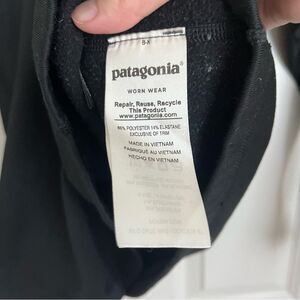 B-X
patagonia®
WORN WEAR
Repair, Reuse, Recycle
This Product
www.patagonia.com
86% POLYESTER 14% ELASTANE
EXCLUSIVE OF TRIM
MADE IN VIETNAM
FABRIQUÉ AU VIETNAM
HECHO EN VIETNAM